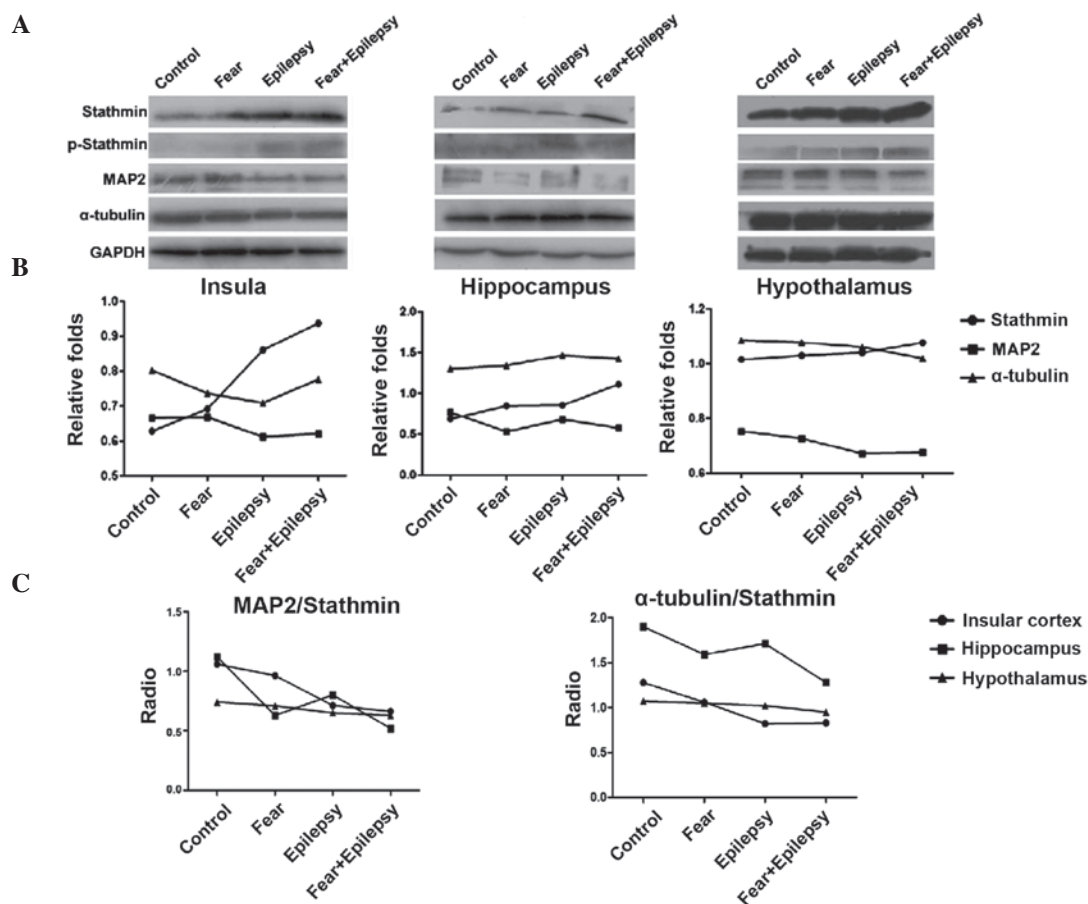 A
Control Fear Epilepsy Fear+Epilepsy
Control Fear Epilepsy Fear+Epilepsy
Control Fear Epilepsy Fear+Epilepsy
Stathmin
p-Stathmin
MAP2
α-tubulin
GAPDH
B
Insula
Relative folds
1.0
0.9
0.8
0.7
0.6
0.5
Control Fear Epilepsy Fear+Epilepsy
Hippocampus
Relative folds
2.0
1.5
1.0
0.5
0.0
Control Fear Epilepsy Fear+Epilepsy
Hypothalamus
Relative folds
1.2
1.0
0.8
0.6
Control Fear Epilepsy Fear+Epilepsy
Stathmin
MAP2
α-tubulin
C
MAP2/Stathmin
Radio
1.5
1.0
0.5
0.0
Control Fear Epilepsy Fear+Epilepsy
α-tubulin/Stathmin
Radio
2.0
1.5
1.0
0.5
0.0
Control Fear Epilepsy Fear+Epilepsy
Insular cortex
Hippocampus
Hypothalamus